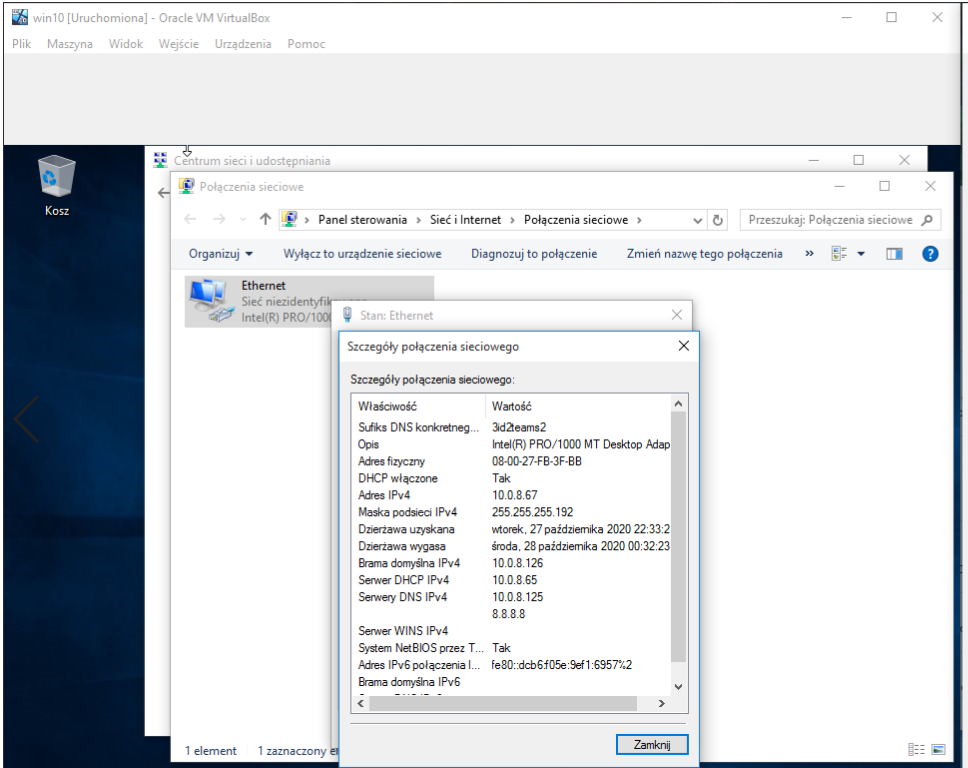 win10 [Uruchomiona] - Oracle VM VirtualBox
Plik Maszyna Widok Wejście Urządzenia Pomoc
Kosz
Centrum sieci i udostępniania
Połączenia sieciowe
Panel sterowania › Sieć i Internet › Połączenia sieciowe ›
Przeszukaj: Połączenia sieciowe
Organizuj Wyłącz to urządzenie sieciowe Diagnozuj to połączenie Zmień nazwę tego połączenia »
Ethernet
Sieć
Intel(R) PRO/1000
Stan: Ethernet
Szczegóły połączenia sieciowego
Szczegóły połączenia sieciowego:
Właściwość Wartość
Sufiks DNS konkretneg... 3id2teams2
Opis Intel(R) PRO/1000 MT Desktop Adap
Adres fizyczny 08-00-27-FB-3F-BB
DHCP włączone Tak
Adres IPv4 10.0.8.67
Maska podsieci IPv4 255.255.255.192
Dzierżawa uzyskana wtorek, 27 października 2020 22:33:2
Dzierżawa wygasa środa, 28 października 2020 00:32:23
Brama domyślna IPv4 10.0.8.126
Serwer DHCP IPv4 10.0.8.65
Serwery DNS IPv4 10.0.8.125
8.8.8.8
Serwer WINS IPv4
System NetBIOS przez T... Tak
Adres IPv6 połączenia l... fe80::dcb6:f05e:9ef1:6957%2
Brama domyślna IPv6
Zamknij
1 element 1 zaznaczony